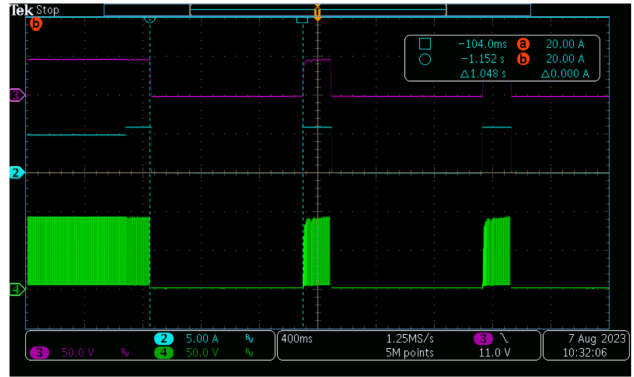 Tek Stop
T
b
−104.0ms a 20.00 A
−1.152 s b 20.00 A
Δ1.048 s Δ0.000 A
3
2
4
2 5.00 A 400ms 1.25MS/s 3 7 Aug 2023
3 50.0 V 4 50.0 V 5M points 11.0 V 10:32:06